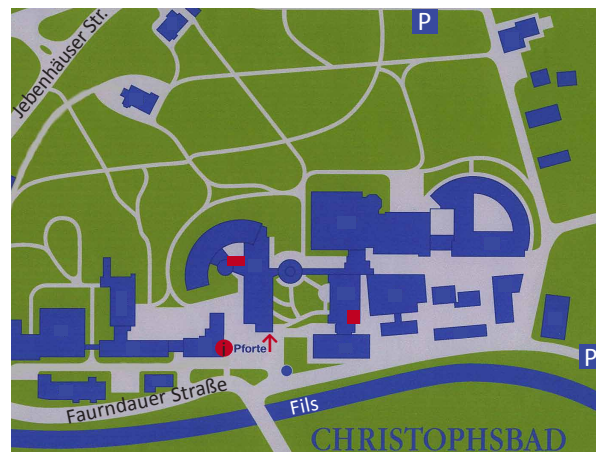 P
Jebenhäuser Str.
i Pforte
P
Faurndauer Straße
Fils
CHRISTOPHSBAD